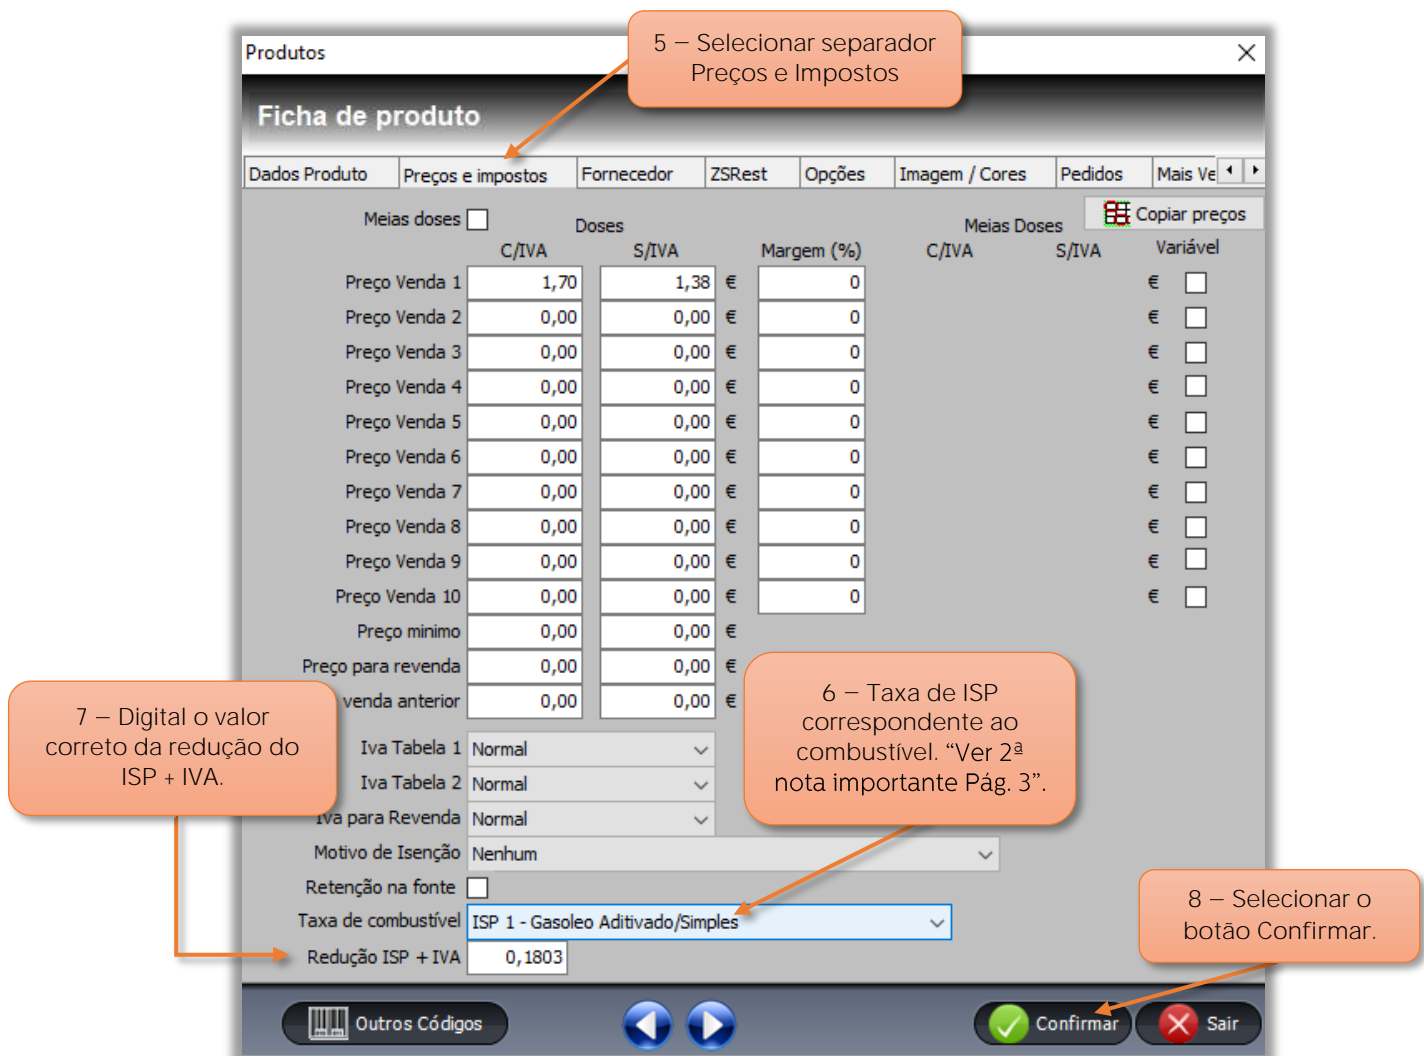 5 – Selecionar separador
Preços e Impostos
Produtos
Ficha de produto
Dados Produto Preços e impostos Fornecedor ZSRest Opções Imagem / Cores Pedidos Mais Ve
Meias doses Doses Meias Doses Copiar preços
C/IVA S/IVA Margem (%) C/IVA S/IVA Variável
Preço Venda 1 1,70 1,38 € 0 €
Preço Venda 2 0,00 0,00 € 0 €
Preço Venda 3 0,00 0,00 € 0 €
Preço Venda 4 0,00 0,00 € 0 €
Preço Venda 5 0,00 0,00 € 0 €
Preço Venda 6 0,00 0,00 € 0 €
Preço Venda 7 0,00 0,00 € 0 €
Preço Venda 8 0,00 0,00 € 0 €
Preço Venda 9 0,00 0,00 € 0 €
Preço Venda 10 0,00 0,00 € 0 €
Preço minimo 0,00 0,00 €
Preço para revenda 0,00 0,00 €
venda anterior 0,00 0,00 €
6 – Taxa de ISP
correspondente ao
combustível. “Ver 2ª
nota importante Pág. 3”.
7 – Digital o valor
correto da redução do
ISP + IVA.
Iva Tabela 1 Normal
Iva Tabela 2 Normal
Iva para Revenda Normal
Motivo de Isenção Nenhum
Retenção na fonte
Taxa de combustível ISP 1 - Gasoleo Aditivado/Simples
Redução ISP + IVA 0,1803
8 – Selecionar o
botão Confirmar.
Outros Códigos Confirmar Sair